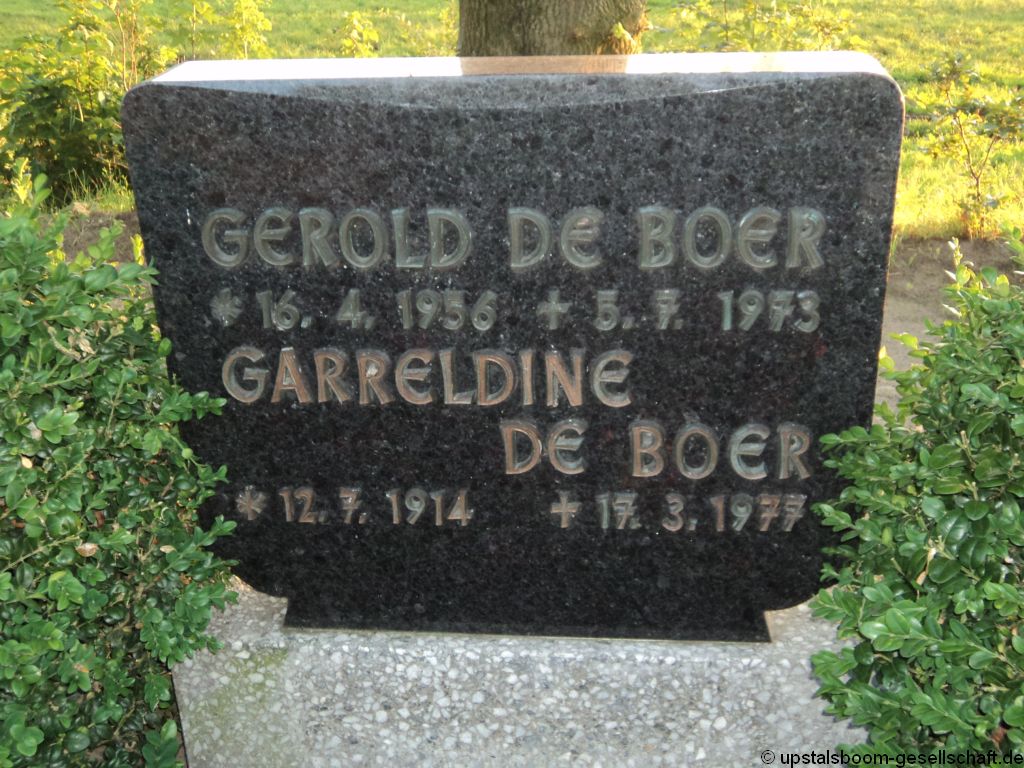 GEROLD DE BOER
* 16. 4. 1956 ✝ 5. 7. 1973
GARRELDINE
DE BOER
* 12. 7. 1914 ✝ 17. 3. 1977
© upstalsboom-gesellschaft.de